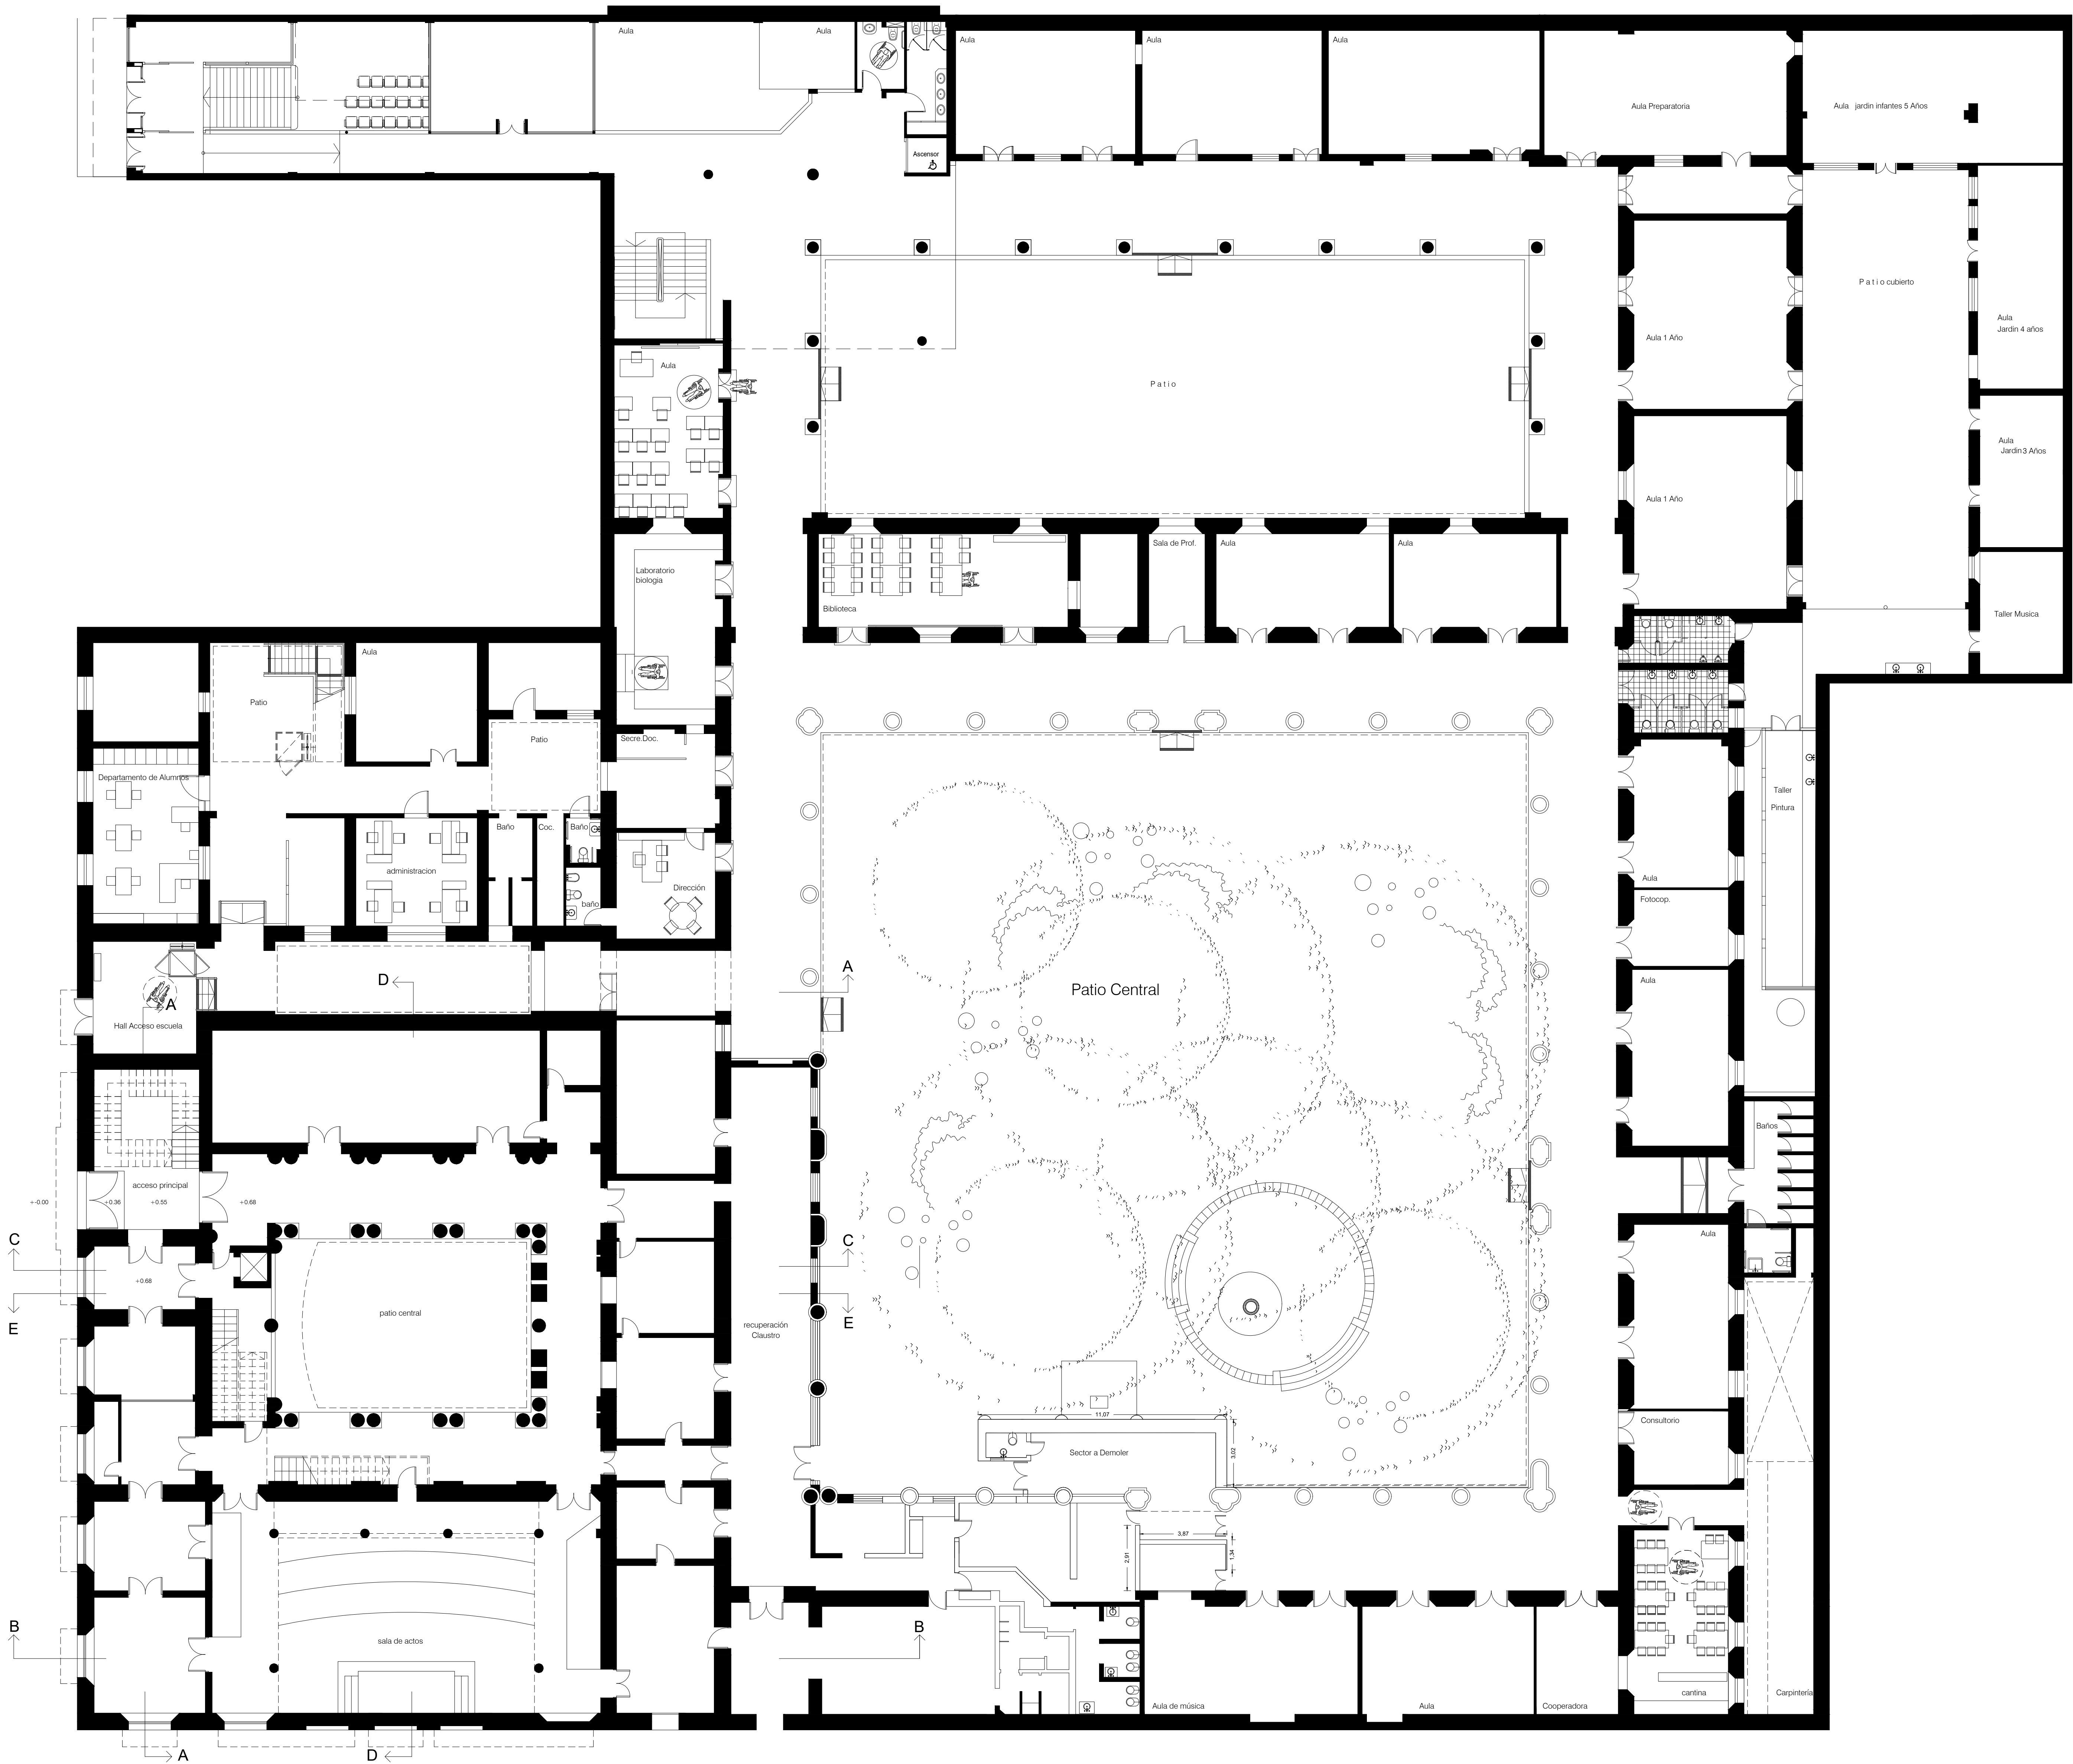 Aula
Aula
Aula
Aula
Aula
Aula Preparatoria
Aula jardin infantes 5 Años
Ascensor
Patio cubierto
Aula
Jardin 4 años
Aula 1 Año
Aula
Patio
Aula
Jardin 3 Años
Aula 1 Año
Sala de Prof.
Aula
Aula
Laboratorio
biologia
Biblioteca
Taller Musica
Aula
Patio
Patio
Secre.Doc.
Departamento de Alumnos
Taller
Pintura
Baño
Coc.
Baño
administracion
Dirección
baño
Aula
Fotocop.
D
A
Aula
Patio Central
A
Hall Acceso escuela
Baños
acceso principal
+-0.00
+0.36
+0.55
+0.68
Aula
C
C
+0.68
patio central
E
E
recuperación
Claustro
11,07
Consultorio
Sector a Demoler
3,02
3,87
2,91
1,34
B
B
sala de actos
Aula de música
Aula
Cooperadora
cantina
Carpintería
A
D